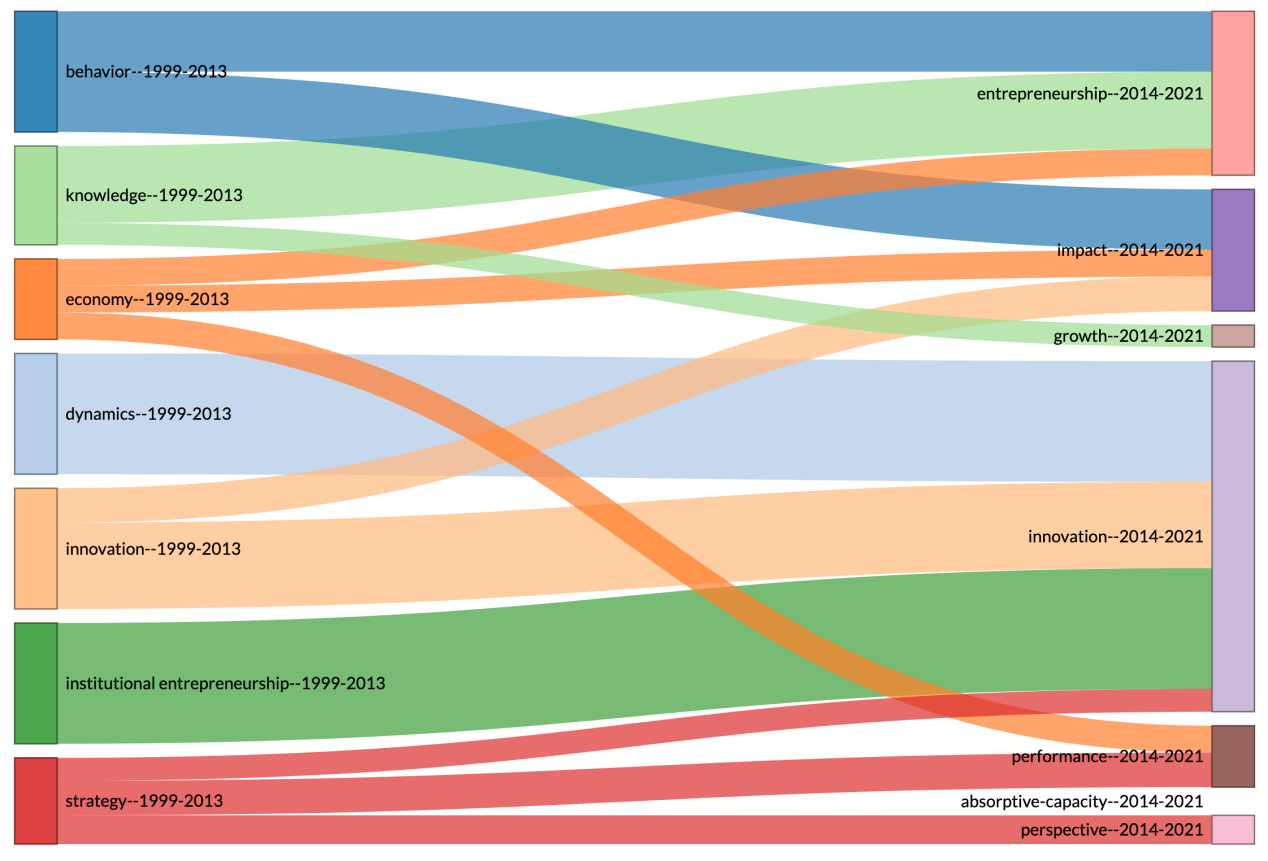 behavior--1999-2013
knowledge--1999-2013
economy--1999-2013
dynamics--1999-2013
innovation--1999-2013
institutional entrepreneurship--1999-2013
strategy--1999-2013
entrepreneurship--2014-2021
impact--2014-2021
growth--2014-2021
innovation--2014-2021
performance--2014-2021
absorptive-capacity--2014-2021
perspective--2014-2021